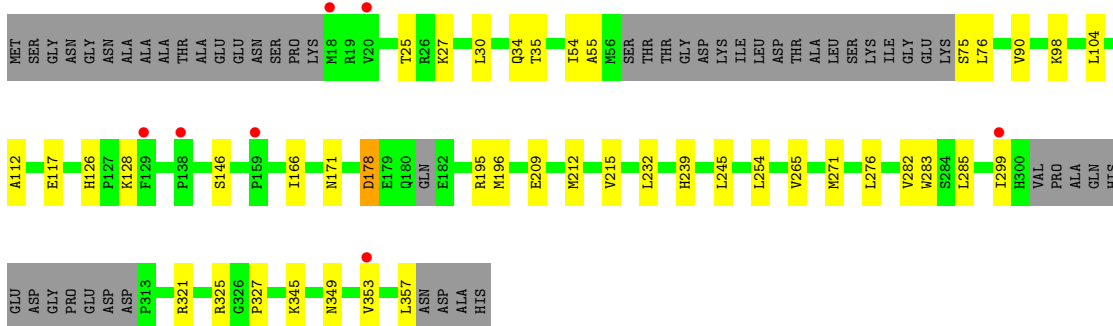 MET SER GLY ASN GLY ASN ALA ALA ALA ALA THR ALA GLU GLU ASN SER PRO LYS M18 R19 V20 T25 R26 K27 L30 Q34 T35 I54 A55 M56 SER THR THR GLY ASP LYS ILE LEU ASP THR ALA LEU SER LYS ILE GLY GLU LYS S75 L76 V90 K98 L104
A112 E117 H126 P127 K128 F129 P138 S146 P159 I166 N171 D178 E179 Q180 GLN E182 R195 M196 E209 M212 V215 L232 H239 L245 L254 V265 M271 L276 V282 W283 S284 L285 I299 H300 VAL PRO ALA GLN HIS
GLU ASP GLY PRO GLU ASP ASP P313 R321 R325 G326 P327 K345 N349 V353 L357 ASN ASP ALA HIS